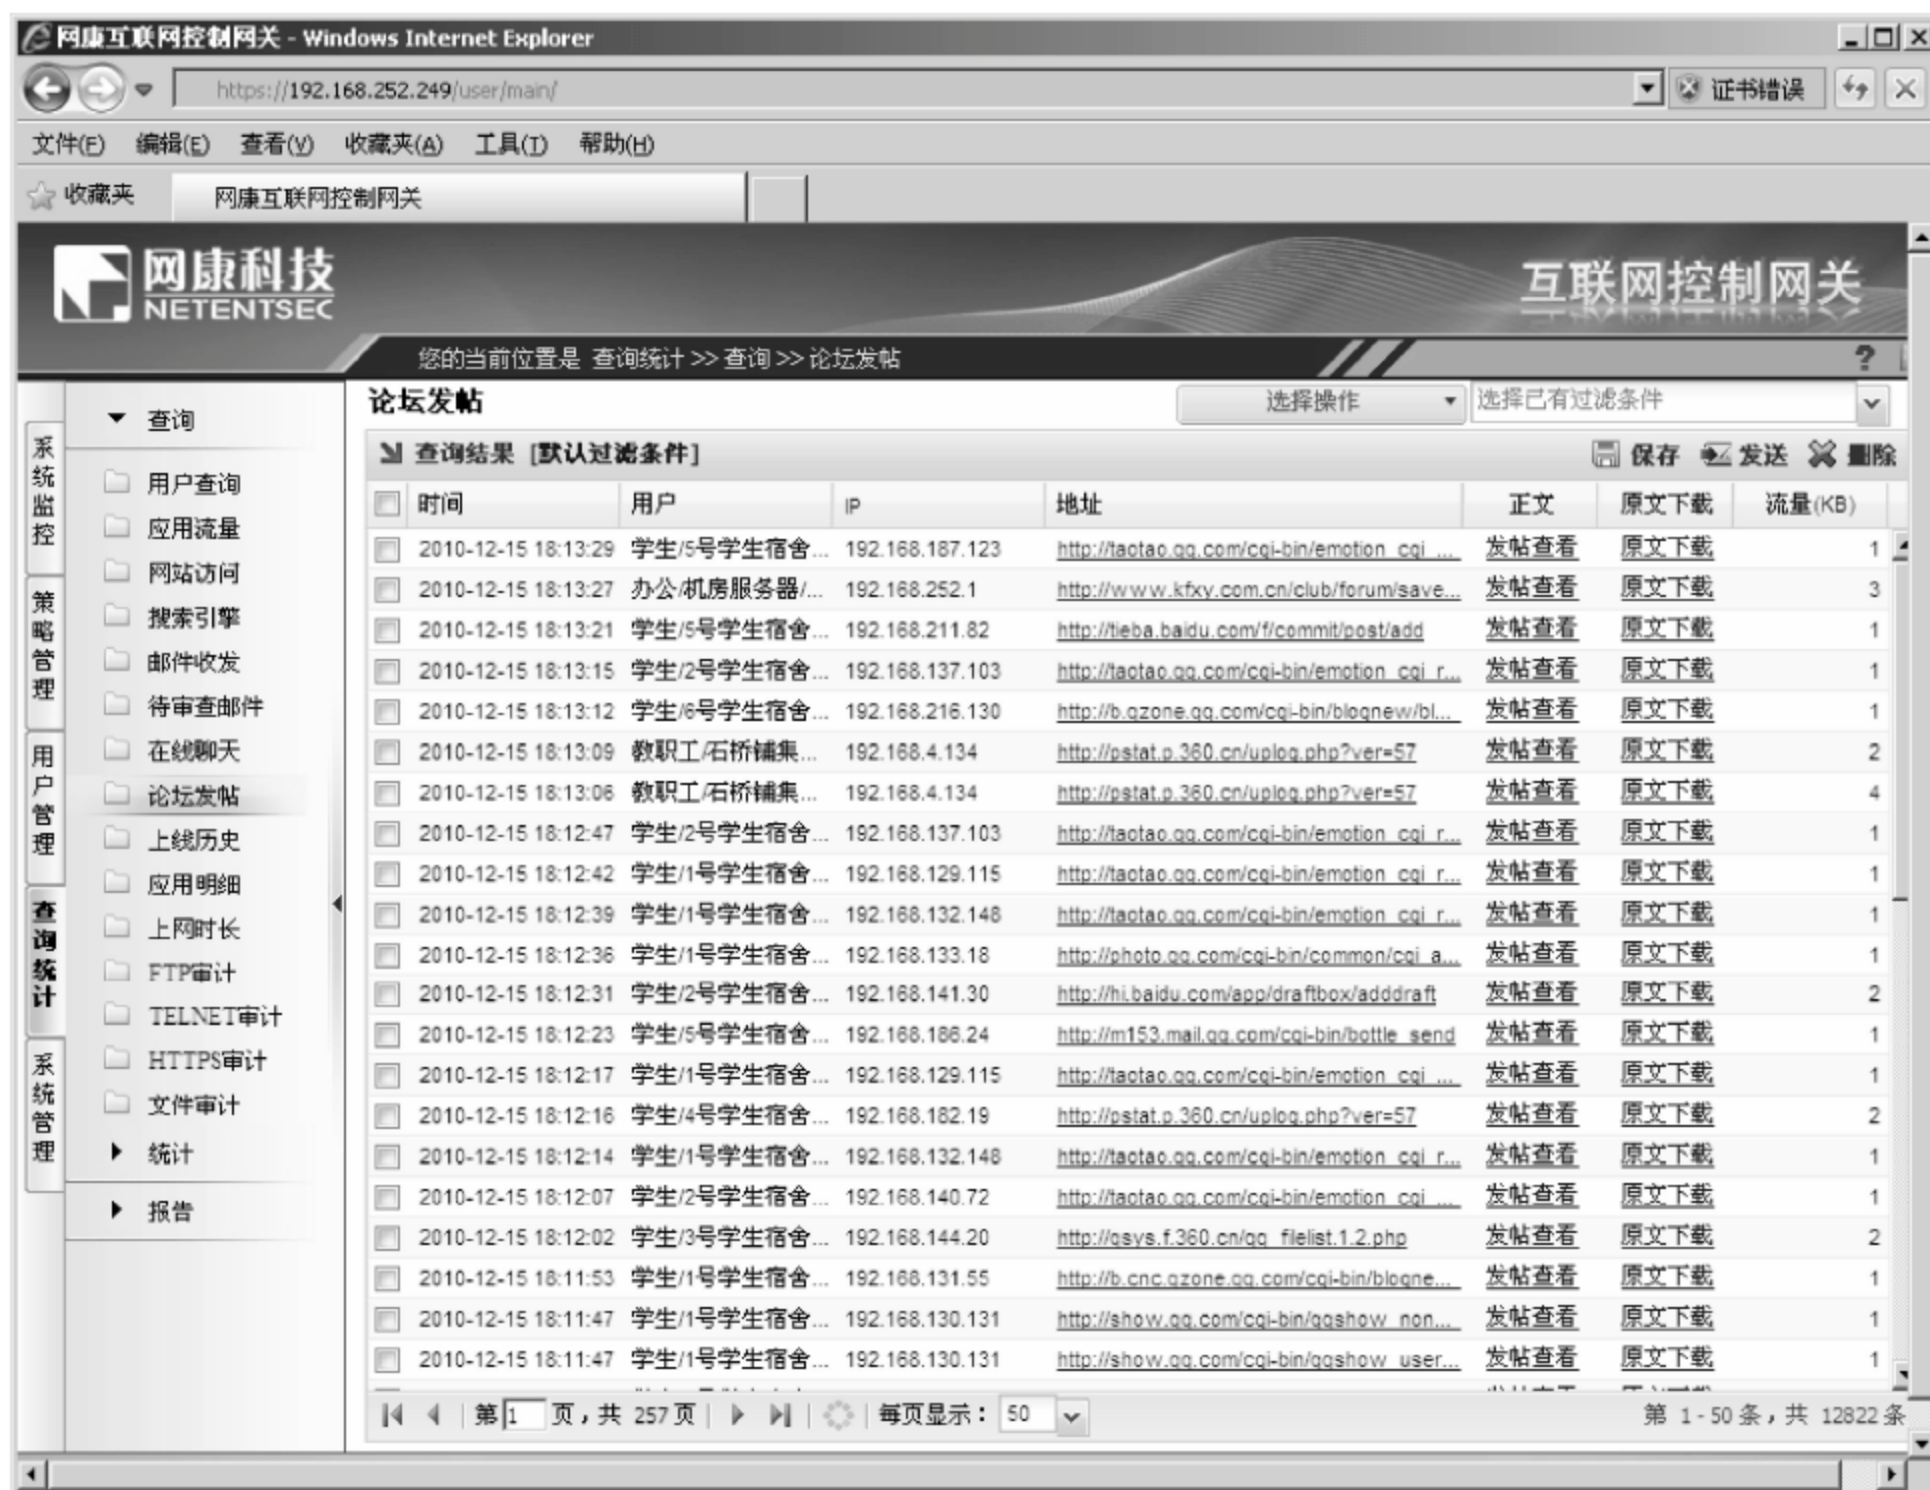 网康互联网控制网关 - Windows Internet Explorer
https://192.168.252.249/user/main/
证书错误
文件(F) 编辑(E) 查看(V) 收藏夹(A) 工具(T) 帮助(H)
收藏夹 网康互联网控制网关
网康科技
NETENTSEC
互联网控制网关
您的当前位置是 查询统计 >> 查询 >> 论坛发帖
?
系统监控
策略管理
用户管理
查询统计
系统管理
查询
用户查询
应用流量
网站访问
搜索引擎
邮件收发
待审查邮件
在线聊天
论坛发帖
上线历史
应用明细
上网时长
FTP审计
TELNET审计
HTTPS审计
文件审计
统计
报告
论坛发帖 选择操作 选择已有过滤条件
查询结果 [默认过滤条件] 保存 发送 删除
时间 用户 IP 地址 正文 原文下载 流量(KB)
2010-12-15 18:13:29 学生/5号学生宿舍... 192.168.187.123 http://taotao.qq.com/cgi-bin/emotion_cgi_... 发帖查看 原文下载 1
2010-12-15 18:13:27 办公/机房服务器/... 192.168.252.1 http://www.kfxy.com.cn/club/forum/save... 发帖查看 原文下载 3
2010-12-15 18:13:21 学生/5号学生宿舍... 192.168.211.82 http://tieba.baidu.com/f/commit/post/add 发帖查看 原文下载 1
2010-12-15 18:13:15 学生/2号学生宿舍... 192.168.137.103 http://taotao.qq.com/cgi-bin/emotion_cgi_r... 发帖查看 原文下载 1
2010-12-15 18:13:12 学生/6号学生宿舍... 192.168.216.130 http://b.qzone.qq.com/cgi-bin/blognew/bl... 发帖查看 原文下载 1
2010-12-15 18:13:09 教职工/石桥铺集... 192.168.4.134 http://pstat.p.360.cn/uplog.php?ver=57 发帖查看 原文下载 2
2010-12-15 18:13:06 教职工/石桥铺集... 192.168.4.134 http://pstat.p.360.cn/uplog.php?ver=57 发帖查看 原文下载 4
2010-12-15 18:12:47 学生/2号学生宿舍... 192.168.137.103 http://taotao.qq.com/cgi-bin/emotion_cgi_r... 发帖查看 原文下载 1
2010-12-15 18:12:42 学生/1号学生宿舍... 192.168.129.115 http://taotao.qq.com/cgi-bin/emotion_cgi_r... 发帖查看 原文下载 1
2010-12-15 18:12:39 学生/1号学生宿舍... 192.168.132.148 http://taotao.qq.com/cgi-bin/emotion_cgi_r... 发帖查看 原文下载 1
2010-12-15 18:12:36 学生/1号学生宿舍... 192.168.133.18 http://photo.qq.com/cgi-bin/common/cgi_a... 发帖查看 原文下载 1
2010-12-15 18:12:31 学生/2号学生宿舍... 192.168.141.30 http://hi.baidu.com/app/draftbox/adddraft 发帖查看 原文下载 2
2010-12-15 18:12:23 学生/5号学生宿舍... 192.168.186.24 http://m153.mail.qq.com/cgi-bin/bottle_send 发帖查看 原文下载 1
2010-12-15 18:12:17 学生/1号学生宿舍... 192.168.129.115 http://taotao.qq.com/cgi-bin/emotion_cgi_... 发帖查看 原文下载 1
2010-12-15 18:12:16 学生/4号学生宿舍... 192.168.182.19 http://pstat.p.360.cn/uplog.php?ver=57 发帖查看 原文下载 2
2010-12-15 18:12:14 学生/1号学生宿舍... 192.168.132.148 http://taotao.qq.com/cgi-bin/emotion_cgi_r... 发帖查看 原文下载 1
2010-12-15 18:12:07 学生/2号学生宿舍... 192.168.140.72 http://taotao.qq.com/cgi-bin/emotion_cgi_... 发帖查看 原文下载 1
2010-12-15 18:12:02 学生/3号学生宿舍... 192.168.144.20 http://qsys.f.360.cn/qq_filelist.1.2.php 发帖查看 原文下载 2
2010-12-15 18:11:53 学生/1号学生宿舍... 192.168.131.55 http://b.cnc.qzone.qq.com/cgi-bin/blogne... 发帖查看 原文下载 1
2010-12-15 18:11:47 学生/1号学生宿舍... 192.168.130.131 http://show.qq.com/cgi-bin/qqshow_non... 发帖查看 原文下载 1
2010-12-15 18:11:47 学生/1号学生宿舍... 192.168.130.131 http://show.qq.com/cgi-bin/qqshow_user... 发帖查看 原文下载 1
第 1 页，共 257 页 每页显示： 50 第 1 - 50 条，共 12822 条